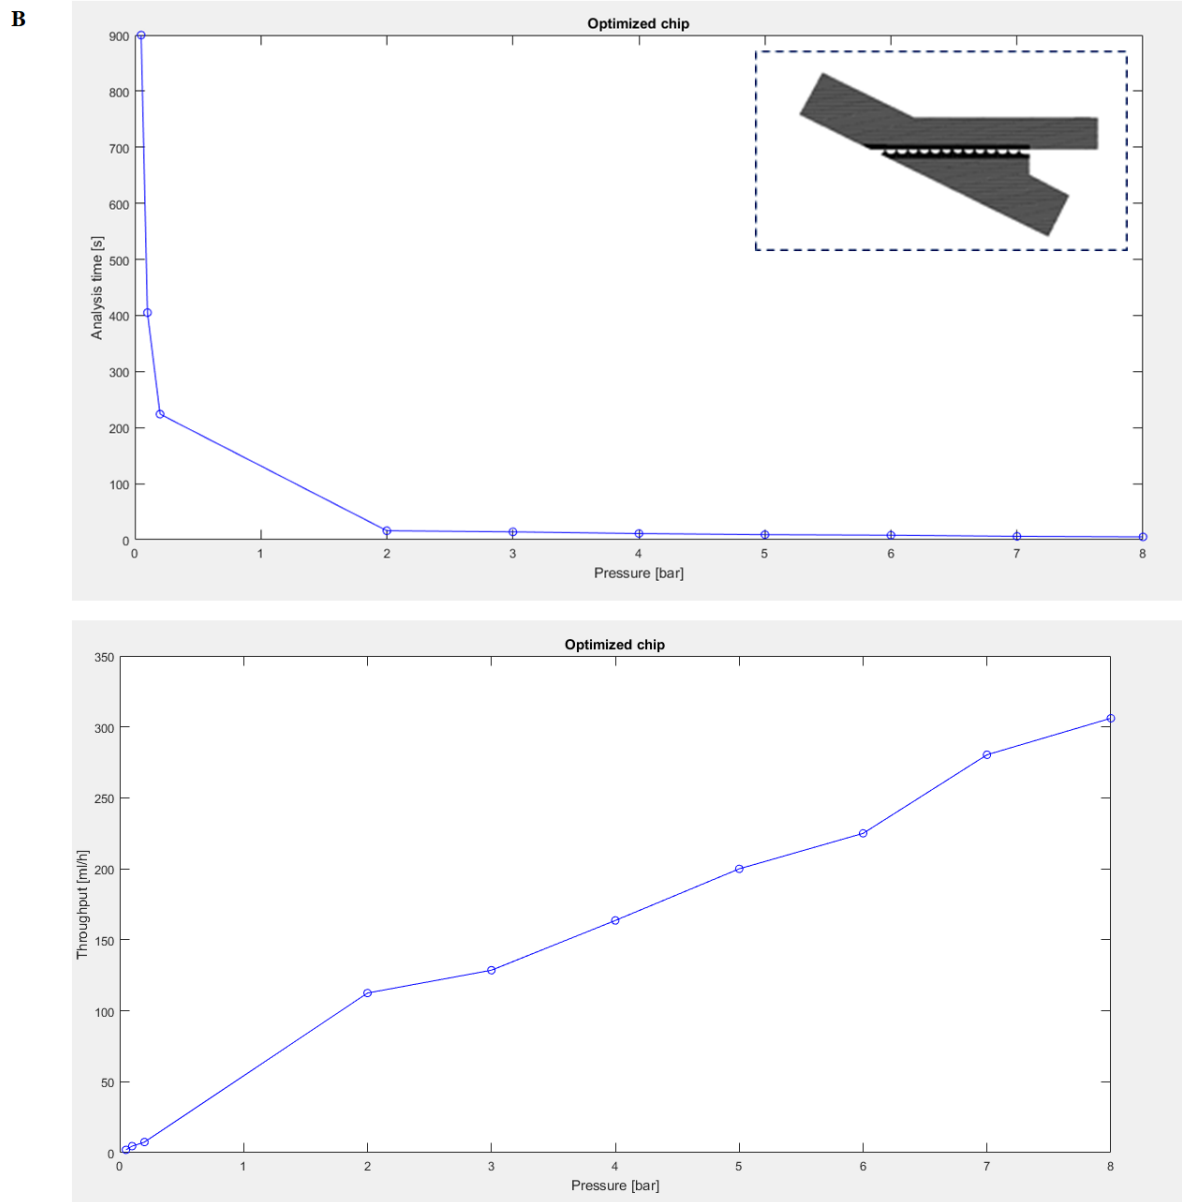 B
Optimized chip
900
800
700
600
500
400
300
200
100
0
Analysis time [s]
0 1 2 3 4 5 6 7 8
Pressure [bar]
Optimized chip
350
300
250
200
150
100
50
0
Throughput [ml/h]
0 1 2 3 4 5 6 7 8
Pressure [bar]